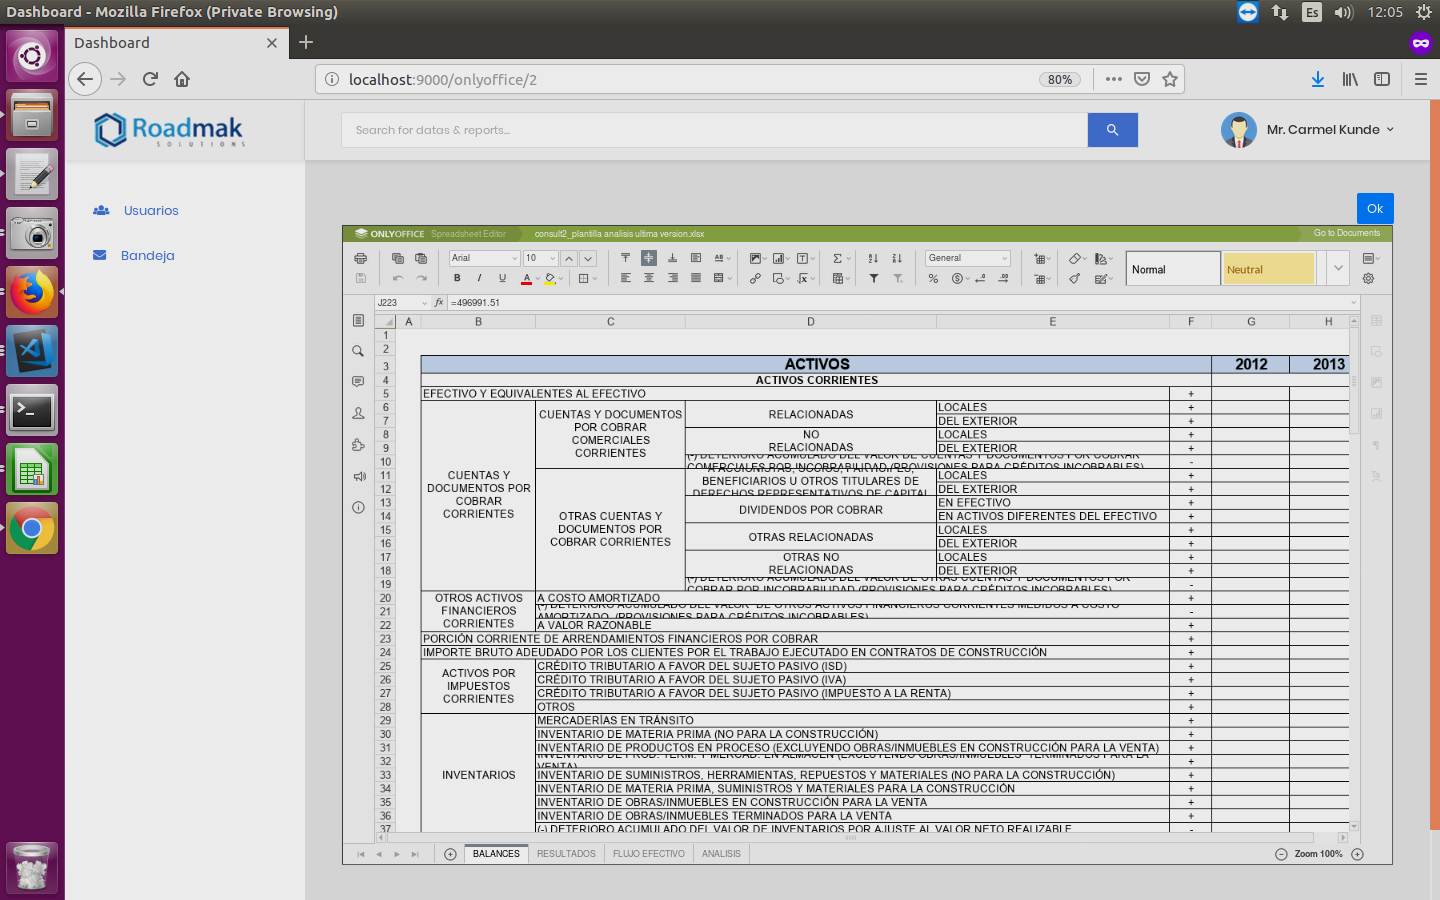 Dashboard - Mozilla Firefox (Private Browsing)
Es
12:05
Dashboard
localhost:9000/onlyoffice/2
80%
Roadmak
SOLUTIONS
Search for datas & reports...
Mr. Carmel Kunde
Usuarios
Bandeja
Ok
ONLYOFFICE Spreadsheet Editor
consult2_plantilla analisis ultima version.xlsx
Go to Documents
Arial
10
General
Normal
Neutral
J223
fx
=496991.51
A B C D E F G H
1
2
3 ACTIVOS 2012 2013
4 ACTIVOS CORRIENTES
5 EFECTIVO Y EQUIVALENTES AL EFECTIVO +
CUENTAS Y
DOCUMENTOS POR
COBRAR
CORRIENTES
CUENTAS Y DOCUMENTOS
POR COBRAR
COMERCIALES
CORRIENTES
RELACIONADAS
6 LOCALES +
7 DEL EXTERIOR +
NO
RELACIONADAS
8 LOCALES +
9 DEL EXTERIOR +
10 (-) DETERIORO ACUMULADO DEL VALOR DE CUENTAS Y DOCUMENTOS POR COBRAR -
COMERCIALES POR INCOBRABILIDAD (PROVISIONES PARA CRÉDITOS INCOBRABLES)
OTRAS CUENTAS Y
DOCUMENTOS POR
COBRAR CORRIENTES
A ACCIONISTAS, SOCIOS, PARTÍCIPES,
BENEFICIARIOS U OTROS TITULARES DE
DERECHOS REPRESENTATIVOS DE CAPITAL
11 LOCALES +
12 DEL EXTERIOR +
DIVIDENDOS POR COBRAR
13 EN EFECTIVO +
14 EN ACTIVOS DIFERENTES DEL EFECTIVO +
OTRAS RELACIONADAS
15 LOCALES +
16 DEL EXTERIOR +
OTRAS NO
RELACIONADAS
17 LOCALES +
18 DEL EXTERIOR +
19 (-) DETERIORO ACUMULADO DEL VALOR DE OTRAS CUENTAS Y DOCUMENTOS POR -
COBRAR POR INCOBRABILIDAD (PROVISIONES PARA CRÉDITOS INCOBRABLES)
OTROS ACTIVOS
FINANCIEROS
CORRIENTES
20 A COSTO AMORTIZADO +
21 (-) DETERIORO ACUMULADO DEL VALOR DE OTROS ACTIVOS FINANCIEROS CORRIENTES MEDIDOS A COSTO -
AMORTIZADO (PROVISIONES PARA CRÉDITOS INCOBRABLES)
22 A VALOR RAZONABLE +
23 PORCIÓN CORRIENTE DE ARRENDAMIENTOS FINANCIEROS POR COBRAR +
24 IMPORTE BRUTO ADEUDADO POR LOS CLIENTES POR EL TRABAJO EJECUTADO EN CONTRATOS DE CONSTRUCCIÓN +
ACTIVOS POR
IMPUESTOS
CORRIENTES
25 CRÉDITO TRIBUTARIO A FAVOR DEL SUJETO PASIVO (ISD) +
26 CRÉDITO TRIBUTARIO A FAVOR DEL SUJETO PASIVO (IVA) +
27 CRÉDITO TRIBUTARIO A FAVOR DEL SUJETO PASIVO (IMPUESTO A LA RENTA) +
28 OTROS +
INVENTARIOS
29 MERCADERÍAS EN TRÁNSITO +
30 INVENTARIO DE MATERIA PRIMA (NO PARA LA CONSTRUCCIÓN) +
31 INVENTARIO DE PRODUCTOS EN PROCESO (EXCLUYENDO OBRAS/INMUEBLES EN CONSTRUCCIÓN PARA LA VENTA) +
32 INVENTARIO DE PROD. TERM. Y MERCAD. EN ALMACÉN (EXCLUYENDO OBRAS/INMUEBLES TERMINADOS PARA LA +
VENTA)
33 INVENTARIO DE SUMINISTROS, HERRAMIENTAS, REPUESTOS Y MATERIALES (NO PARA LA CONSTRUCCIÓN) +
34 INVENTARIO DE MATERIA PRIMA, SUMINISTROS Y MATERIALES PARA LA CONSTRUCCIÓN +
35 INVENTARIO DE OBRAS/INMUEBLES EN CONSTRUCCIÓN PARA LA VENTA +
36 INVENTARIO DE OBRAS/INMUEBLES TERMINADOS PARA LA VENTA +
37 (-) DETERIORO ACUMULADO DEL VALOR DE INVENTARIOS POR AJUSTE AL VALOR NETO REALIZABLE -
BALANCES
RESULTADOS
FLUJO EFECTIVO
ANALISIS
Zoom 100%